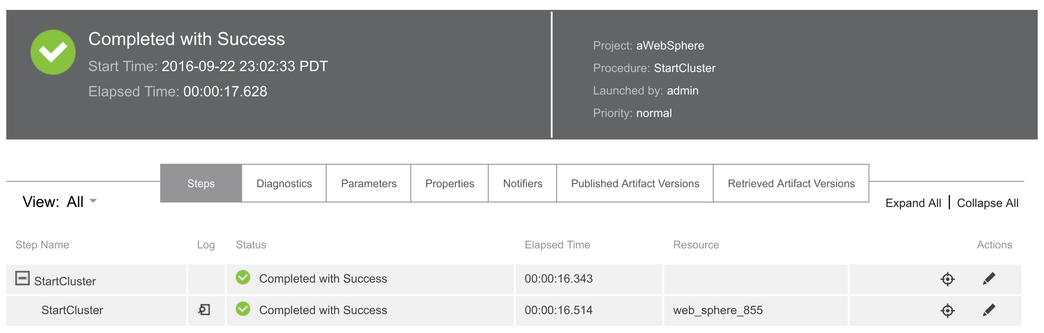 Completed with Success
Start Time: 2016-09-22 23:02:33 PDT
Elapsed Time: 00:00:17.628
Project: aWebSphere
Procedure: StartCluster
Launched by: admin
Priority: normal
Steps Diagnostics Parameters Properties Notifiers Published Artifact Versions Retrieved Artifact Versions
View: All Expand All | Collapse All
Step Name Log Status Elapsed Time Resource Actions
StartCluster Completed with Success 00:00:16.343
StartCluster Completed with Success 00:00:16.514 web_sphere_855